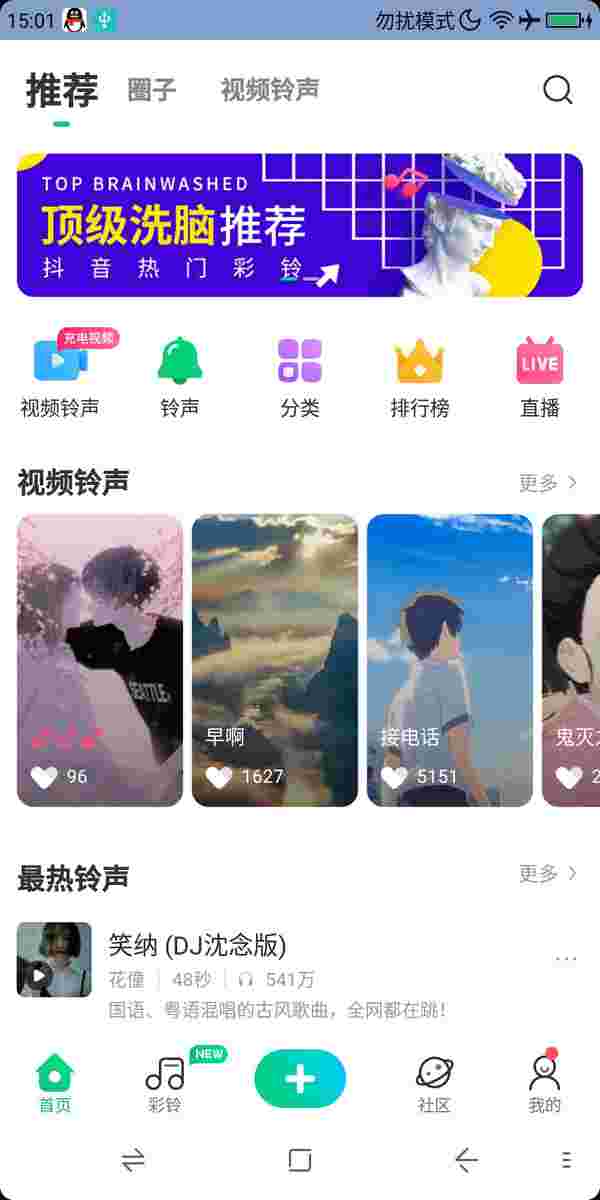 15:01 勿扰模式
推荐 圈子 视频铃声
TOP BRAINWASHED
顶级洗脑推荐
抖音热门彩铃
充电视频
LIVE
视频铃声 铃声 分类 排行榜 直播
视频铃声 更多
SEATTLE
早啊 接电话
96 1627 5151
最热铃声 更多
笑纳 (DJ沈念版)
花僮 48秒 541万
国语、粤语混唱的古风歌曲，全网都在跳！
NEW
首页 彩铃 社区 我的